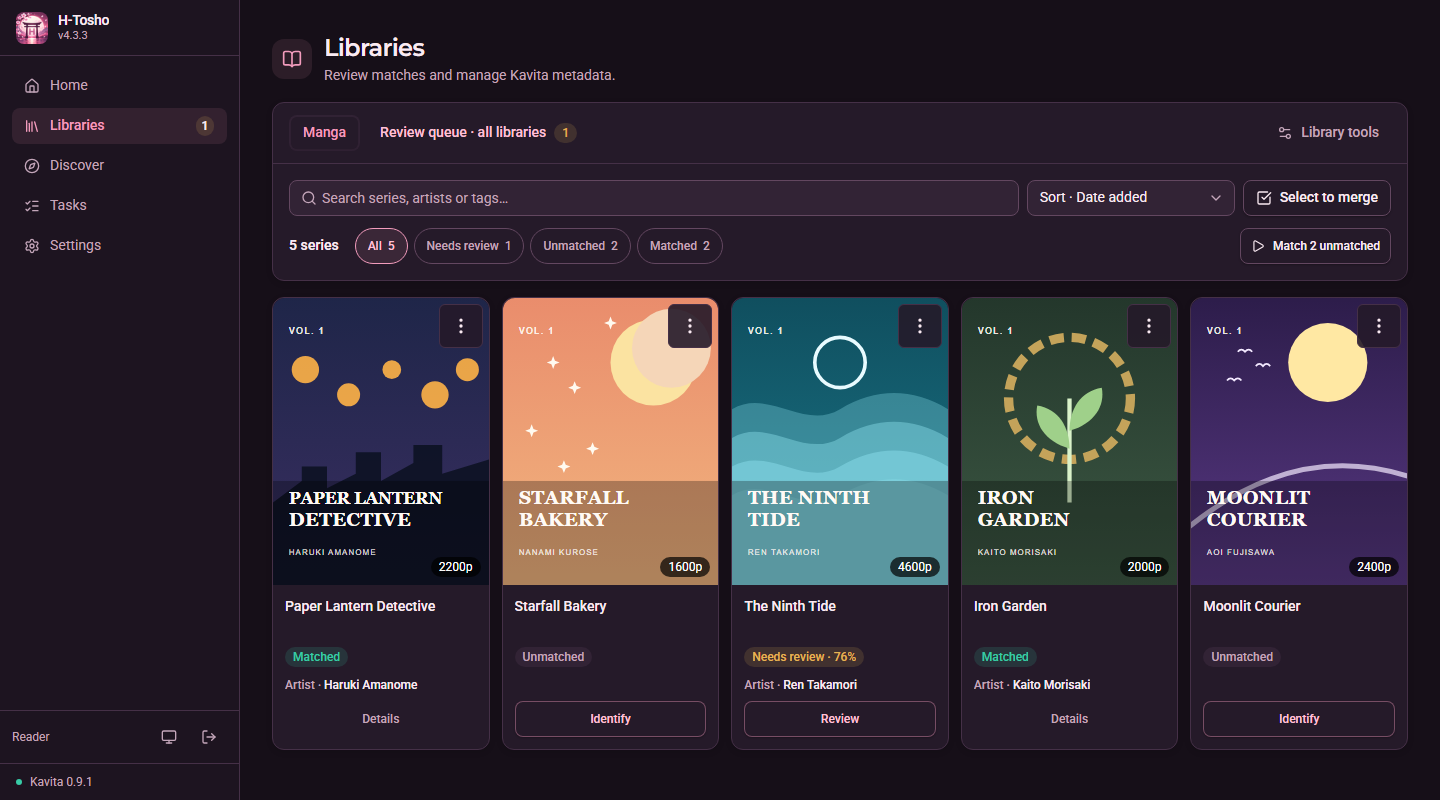 H-Tosho
v4.3.3
Home
Libraries 1
Discover
Tasks
Settings
Reader
Kavita 0.9.1
Libraries
Review matches and manage Kavita metadata.
Manga
Review queue · all libraries 1
Library tools
Search series, artists or tags...
Sort · Date added
Select to merge
5 series
All 5
Needs review 1
Unmatched 2
Matched 2
Match 2 unmatched
VOL. 1
PAPER LANTERN
DETECTIVE
HARUKI AMANOME
2200p
Paper Lantern Detective
Matched
Artist · Haruki Amanome
Details
VOL. 1
STARFALL
BAKERY
NANAMI KUROSE
1600p
Starfall Bakery
Unmatched
Identify
VOL. 1
THE NINTH
TIDE
REN TAKAMORI
4600p
The Ninth Tide
Needs review · 76%
Artist · Ren Takamori
Review
VOL. 1
IRON
GARDEN
KAITO MORISAKI
2000p
Iron Garden
Matched
Artist · Kaito Morisaki
Details
VOL. 1
MOONLIT
COURIER
AOI FUJISAWA
2400p
Moonlit Courier
Unmatched
Identify